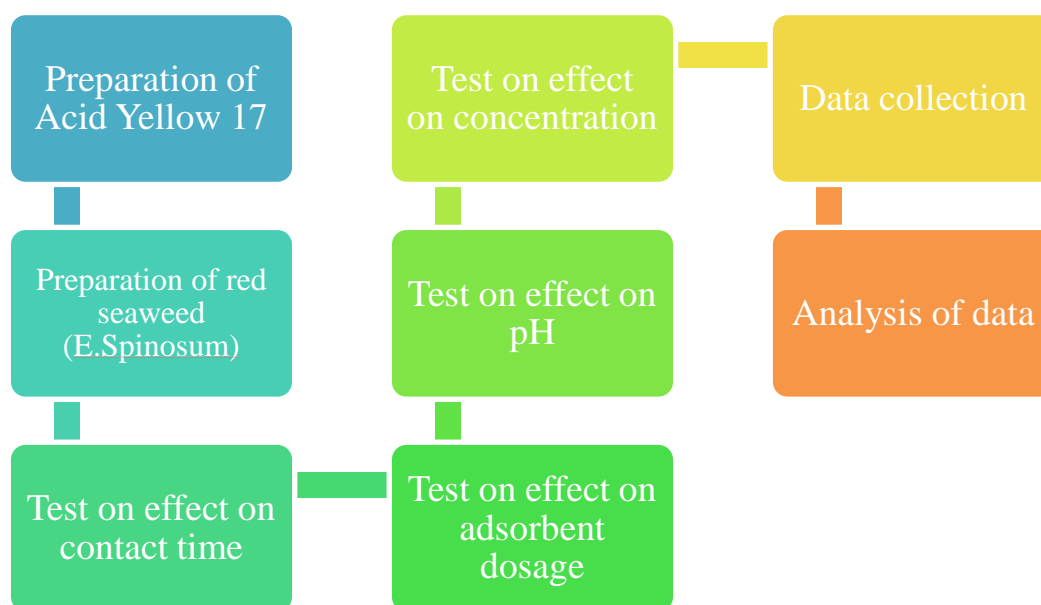 Preparation of
Acid Yellow 17
Preparation of red
seaweed
(E.Spinosum)
Test on effect on
contact time
Test on effect on
adsorbent
dosage
Test on effect on
pH
Test on effect
on concentration
Data collection
Analysis of data